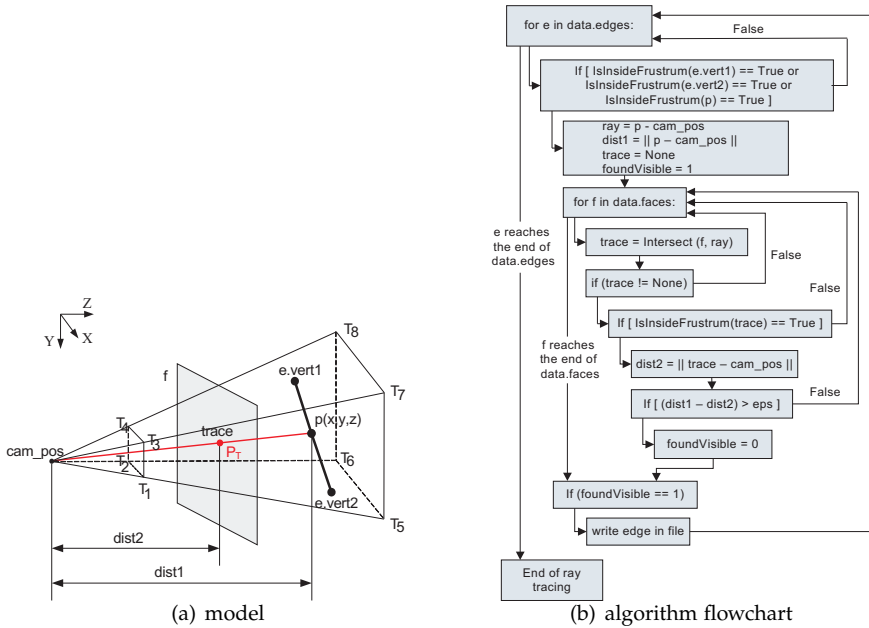 Z
X
Y
T8
f
e.vert1
T7
T4
trace
p(x,y,z)
T3
cam_pos
PT
T6
T2
T1
e.vert2
T5
dist2
dist1
(a) model
for e in data.edges:
False
If [ IsInsideFrustrum(e.vert1) == True or
IsInsideFrustrum(e.vert2) == True or
IsInsideFrustrum(p) == True ]
ray = p - cam_pos
dist1 = || p – cam_pos ||
trace = None
foundVisible = 1
for f in data.faces:
e reaches
the end of
data.edges
trace = Intersect (f, ray)
False
if (trace != None)
False
If [ IsInsideFrustrum(trace) == True ]
f reaches
the end of
data.faces
dist2 = || trace – cam_pos ||
False
If [ (dist1 – dist2) > eps ]
foundVisible = 0
If (foundVisible == 1)
write edge in file
End of ray
tracing
(b) algorithm flowchart